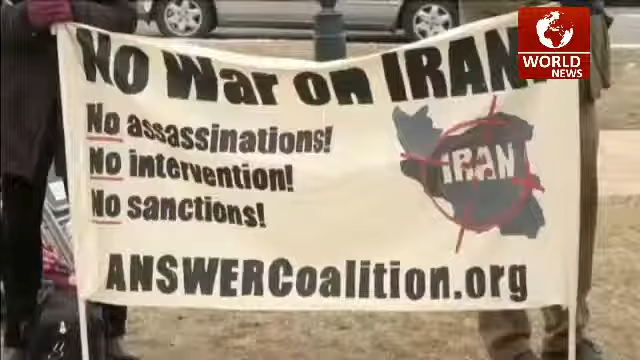 WORLD
NEWS
No War on IRAN!
No assassinations!
No intervention!
No sanctions!
IRAN
ANSWERCoalition.org